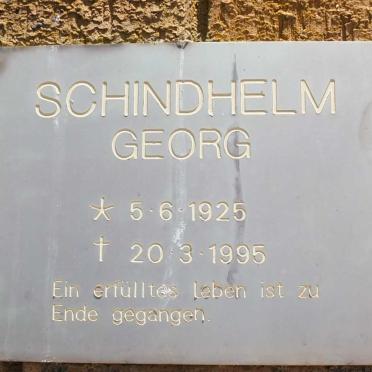 SCHINDHELM
GEORG
* 5·6·1925
† 20·3·1995
Ein erfülltes leben ist zu
Ende gegangen.